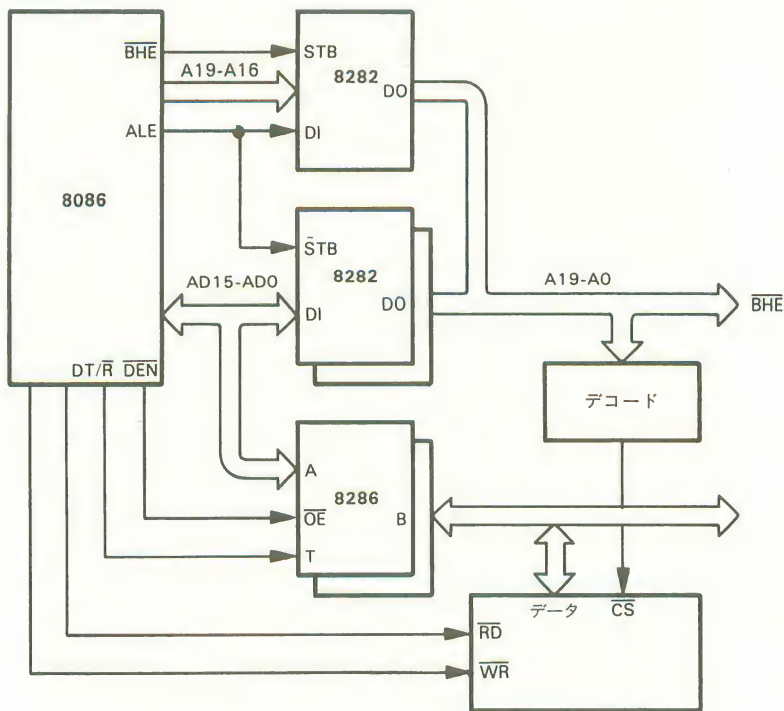 BHE
A19-A16
ALE
8086
STB
8282
DO
DI
STB
8282
DO
DI
AD15-AD0
A19-A0
BHE
DT/R DEN
デコード
A
8286
B
OE
T
データ CS
RD
WR